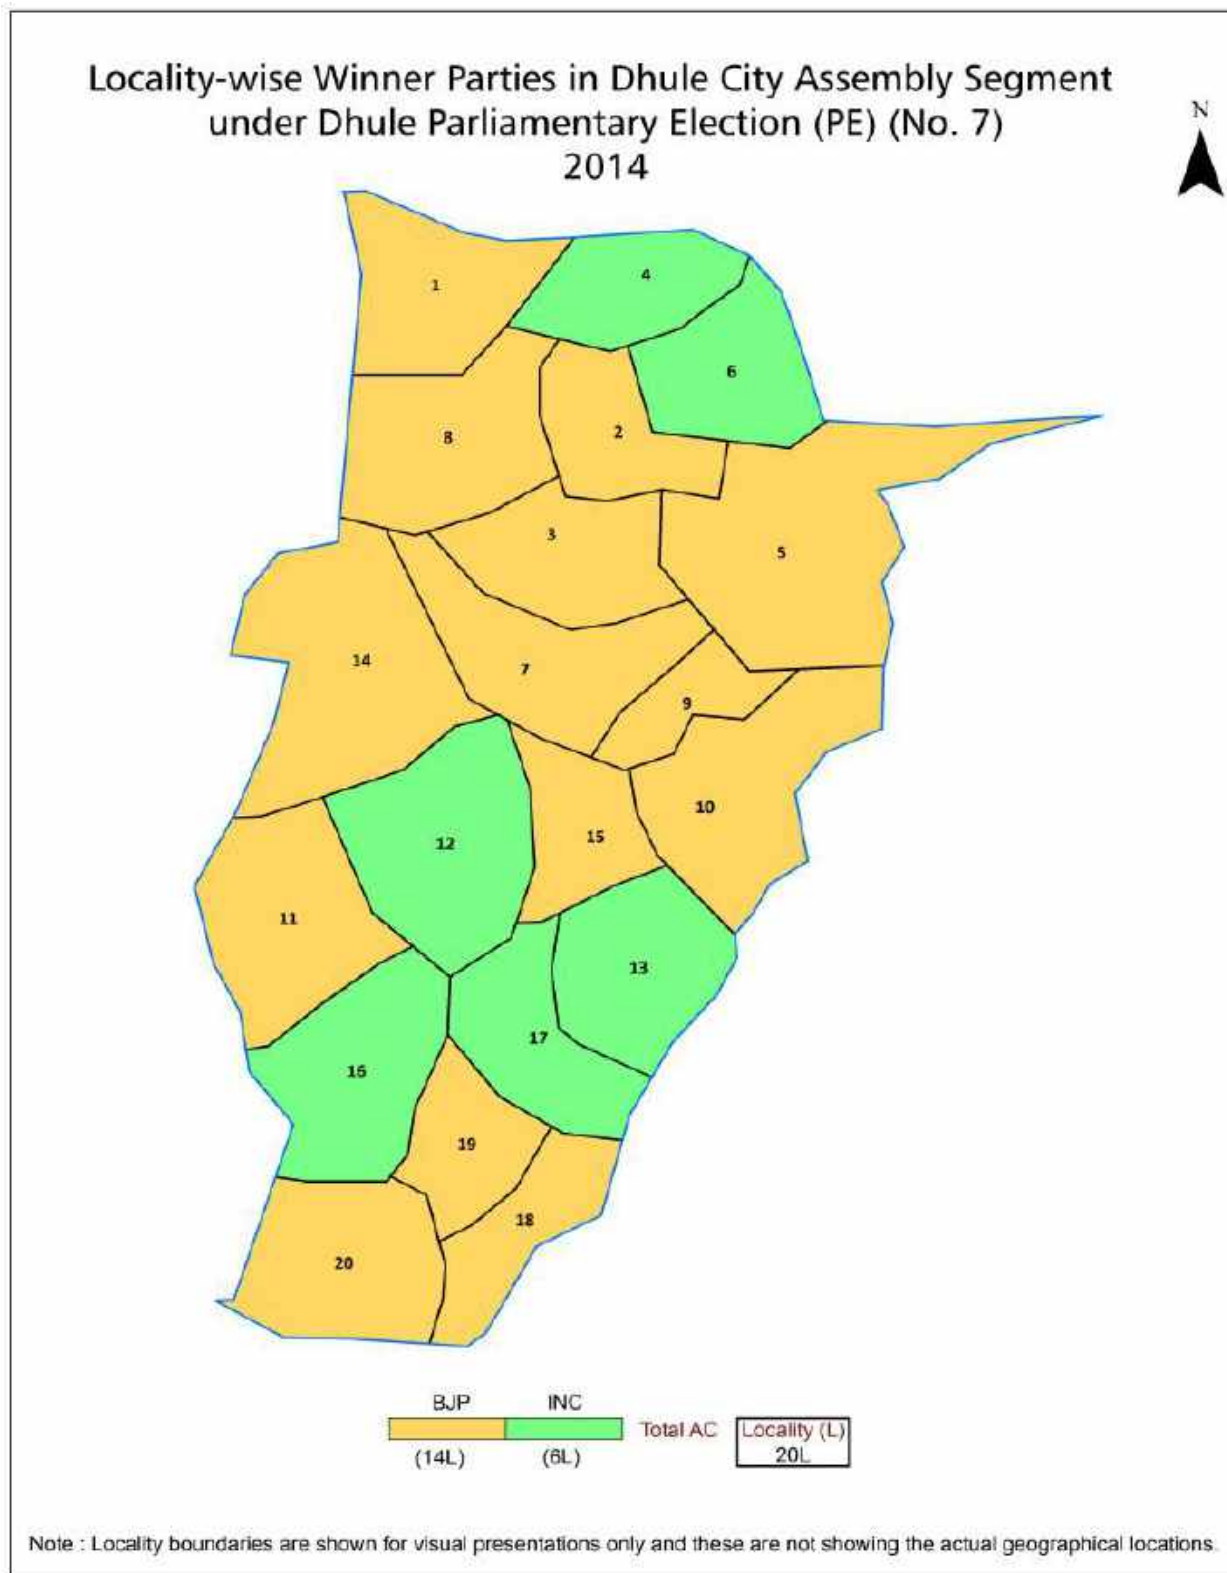 Locality-wise Winner Parties in Dhule City Assembly Segment
under Dhule Parliamentary Election (PE) (No. 7)
2014
N
1
4
6
8
2
3
5
14
7
9
10
12
15
11
13
17
16
19
18
20
BJP INC
Total AC
Locality (L)
(14L) (6L)
20L
Note : Locality boundaries are shown for visual presentations only and these are not showing the actual geographical locations.